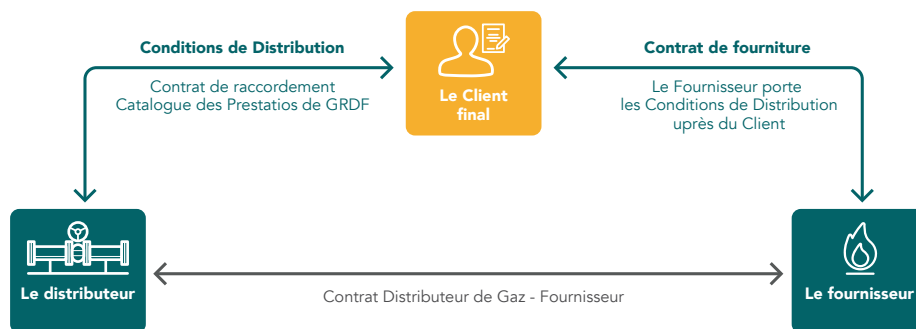 Conditions de Distribution
Contrat de raccordement
Catalogue des Prestatios de GRDF
Le Client
final
Contrat de fourniture
Le Fournisseur porte
les Conditions de Distribution
uprès du Client
Le distributeur
Contrat Distributeur de Gaz - Fournisseur
Le fournisseur